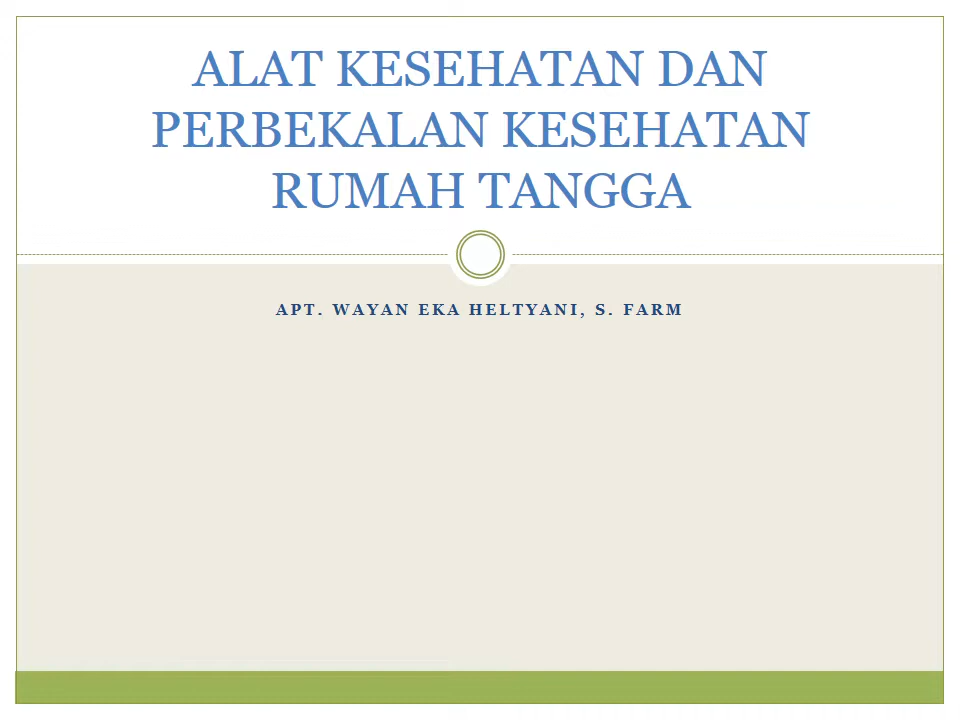 ALAT KESEHATAN DAN
PERBEKALAN KESEHATAN
RUMAH TANGGA
APT. WAYAN EKA HELTYANI, S. FARM